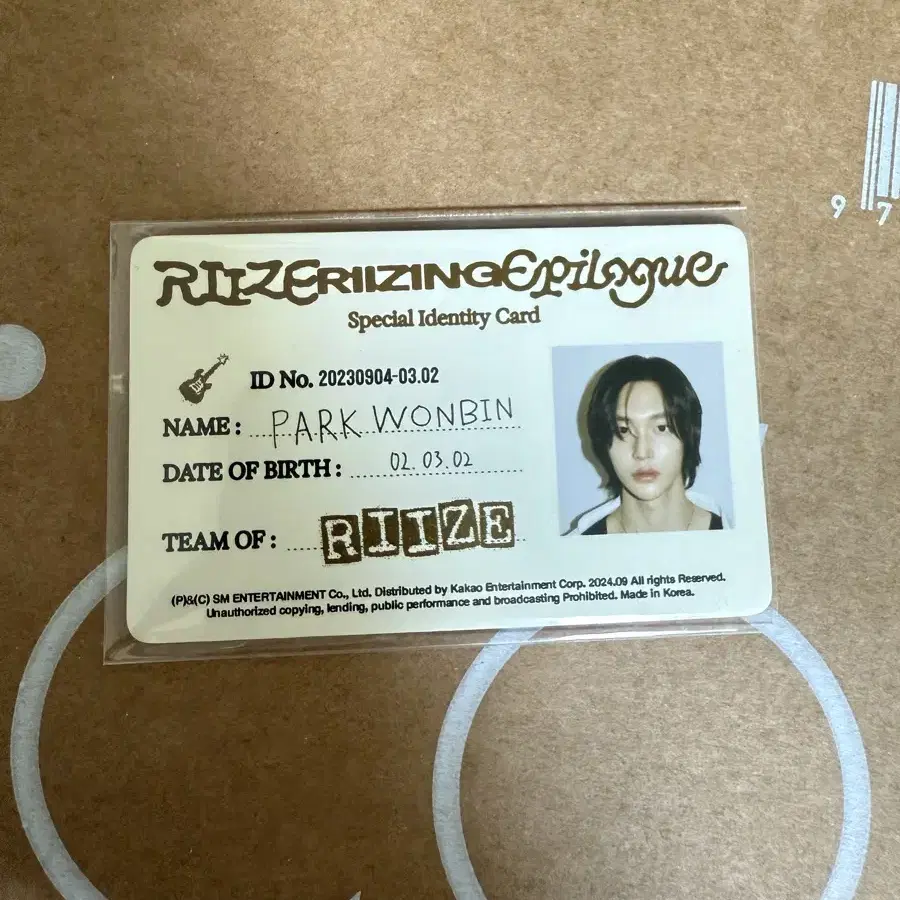 RIIZE RIIZING Epilogue
Special Identity Card
ID No. 20230904-03.02
NAME : PARK WONBIN
DATE OF BIRTH : 02.03.02
TEAM OF : RIIZE
(P)&(C) SM ENTERTAINMENT Co., Ltd. Distributed by Kakao Entertainment Corp. 2024.09 All rights Reserved.
Unauthorized copying, lending, public performance and broadcasting Prohibited. Made in Korea.
9 7